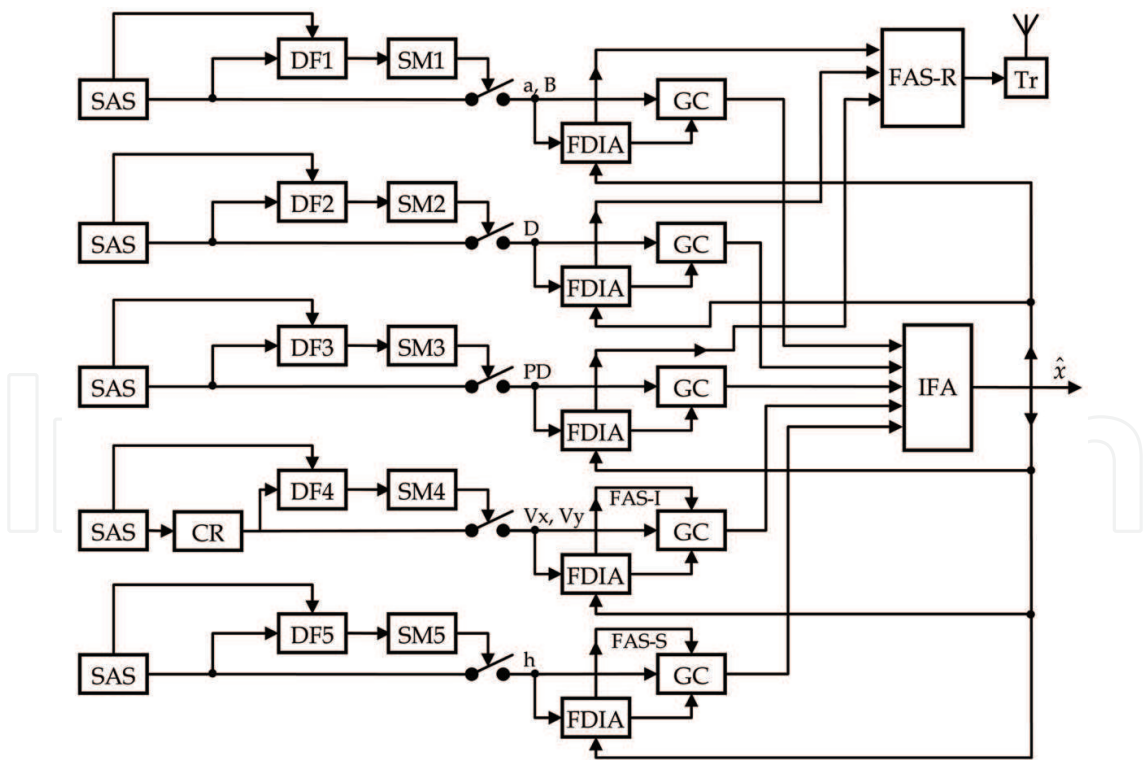 DF1 SM1 FAS-R Tr
SAS a, B GC
FDIA
DF2 SM2
SAS D GC
FDIA
DF3 SM3
SAS PD GC IFA x̂
FDIA
DF4 SM4 FAS-I
SAS CR Vx, Vy GC
FDIA
DF5 SM5 FAS-S
SAS h GC
FDIA